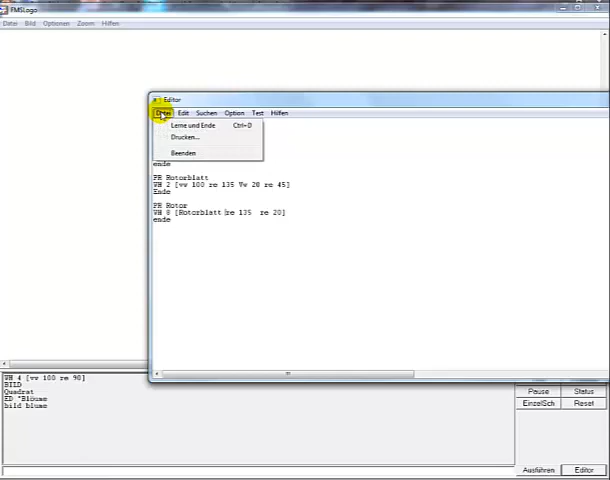 FMSLogo
Datei Bild Optionen Zoom Hilfen
Editor
Datei Edit Suchen Option Test Hilfen
Lerne und Ende Ctrl+D
Drucken...
Beenden
ende
PR Rotorblatt
WH 2 [vv 100 re 135 Vw 20 re 45]
Ende
PR Rotor
WH 8 [Rotorblatt re 135 re 20]
ende
WH 4 [vv 100 re 90]
BILD
Quadrat
ED "Blüume
bild blume
Pause Status
EinzelSch Reset
Ausführen Editor